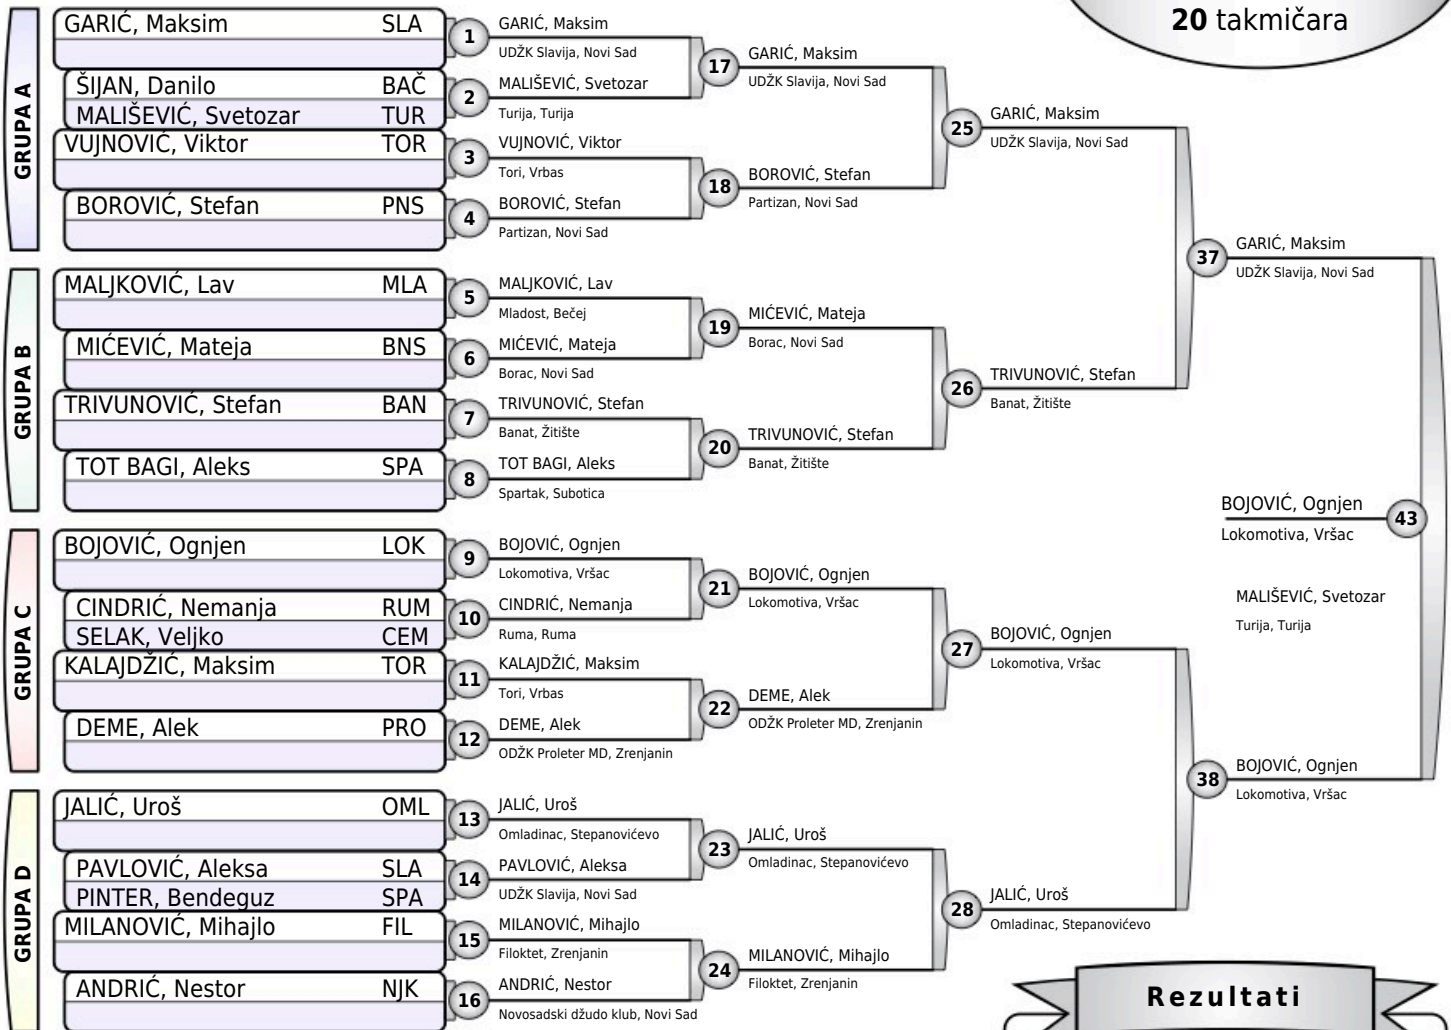 20 takmičara
GRUPA A
GARIĆ, Maksim SLA
ŠIJAN, Danilo BAČ
MALIŠEVIĆ, Svetozar TUR
VUJNOVIĆ, Viktor TOR
BOROVIĆ, Stefan PNS
GRUPA B
MALJKOVIĆ, Lav MLA
MIĆEVIĆ, Mateja BNS
TRIVUNOVIĆ, Stefan BAN
TOT BAGI, Aleks SPA
GRUPA C
BOJOVIĆ, Ognjen LOK
CINDRIĆ, Nemanja RUM
SELAK, Veljko CEM
KALAJDŽIĆ, Maksim TOR
DEME, Alek PRO
GRUPA D
JALIĆ, Uroš OML
PAVLOVIĆ, Aleksa SLA
PINTER, Bendeguz SPA
MILANOVIĆ, Mihajlo FIL
ANDRIĆ, Nestor NJK
1 GARIĆ, Maksim
UDŽK Slavija, Novi Sad
2 MALIŠEVIĆ, Svetozar
Turija, Turija
3 VUJNOVIĆ, Viktor
Tori, Vrbas
4 BOROVIĆ, Stefan
Partizan, Novi Sad
5 MALJKOVIĆ, Lav
Mladost, Bečej
6 MIĆEVIĆ, Mateja
Borac, Novi Sad
7 TRIVUNOVIĆ, Stefan
Banat, Žitište
8 TOT BAGI, Aleks
Spartak, Subotica
9 BOJOVIĆ, Ognjen
Lokomotiva, Vršac
10 CINDRIĆ, Nemanja
Ruma, Ruma
11 KALAJDŽIĆ, Maksim
Tori, Vrbas
12 DEME, Alek
ODŽK Proleter MD, Zrenjanin
13 JALIĆ, Uroš
Omladinac, Stepanovićevo
14 PAVLOVIĆ, Aleksa
UDŽK Slavija, Novi Sad
15 MILANOVIĆ, Mihajlo
Filoktet, Zrenjanin
16 ANDRIĆ, Nestor
Novosadski džudo klub, Novi Sad
17 GARIĆ, Maksim
UDŽK Slavija, Novi Sad
18 BOROVIĆ, Stefan
Partizan, Novi Sad
19 MIĆEVIĆ, Mateja
Borac, Novi Sad
20 TRIVUNOVIĆ, Stefan
Banat, Žitište
21 BOJOVIĆ, Ognjen
Lokomotiva, Vršac
22 DEME, Alek
ODŽK Proleter MD, Zrenjanin
23 JALIĆ, Uroš
Omladinac, Stepanovićevo
24 MILANOVIĆ, Mihajlo
Filoktet, Zrenjanin
25 GARIĆ, Maksim
UDŽK Slavija, Novi Sad
26 TRIVUNOVIĆ, Stefan
Banat, Žitište
27 BOJOVIĆ, Ognjen
Lokomotiva, Vršac
28 JALIĆ, Uroš
Omladinac, Stepanovićevo
37 GARIĆ, Maksim
UDŽK Slavija, Novi Sad
38 BOJOVIĆ, Ognjen
Lokomotiva, Vršac
BOJOVIĆ, Ognjen 43
Lokomotiva, Vršac
MALIŠEVIĆ, Svetozar
Turija, Turija
Rezultati